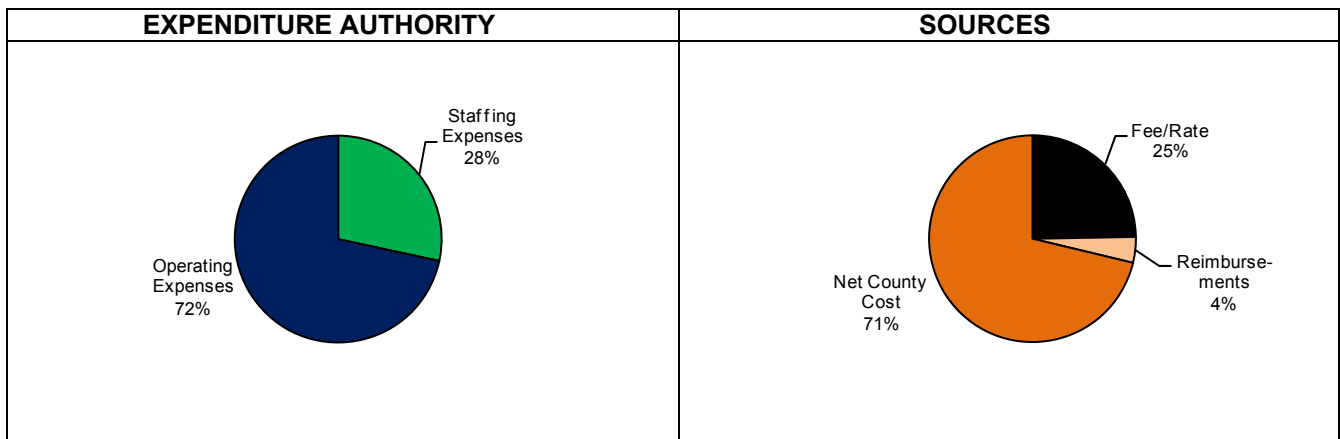 EXPENDITURE AUTHORITY
SOURCES
Staffing
Expenses
28%
Operating
Expenses
72%
Fee/Rate
25%
Reimburse-
ments
4%
Net County
Cost
71%